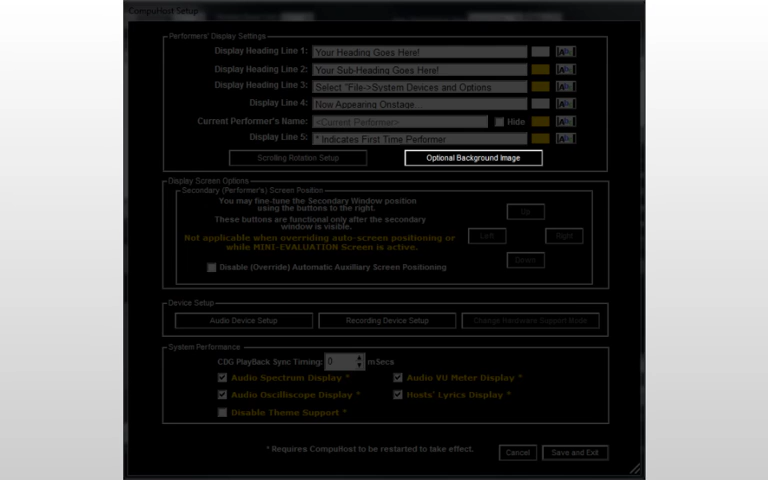 CompuHost Setup
Performers' Display Settings
Display Heading Line 1: Your Heading Goes Here!
Display Heading Line 2: Your Sub-Heading Goes Here!
Display Heading Line 3: Select "File->System Devices and Options
Display Line 4: Now Appearing Onstage...
Current Performer's Name: <Current Performer> Hide
Display Line 5: * Indicates First Time Performer
Scrolling Rotation Setup Optional Background Image
Display Screen Options
Secondary (Performer's) Screen Position
You may fine-tune the Secondary Window position
using the buttons to the right.
These buttons are functional only after the secondary
window is visible.
Not applicable when overriding auto-screen positioning or
while MINI-EVALUATION Screen is active.
Up
Left Right
Down
Disable (Override) Automatic Auxilliary Screen Positioning
Device Setup
Audio Device Setup Recording Device Setup Change Hardware Support Mode
System Performance
CDG PlayBack Sync Timing: 0 mSecs
Audio Spectrum Display * Audio VU Meter Display *
Audio Oscilliscope Display * Hosts' Lyrics Display *
Disable Theme Support *
* Requires CompuHost to be restarted to take effect.
Cancel Save and Exit